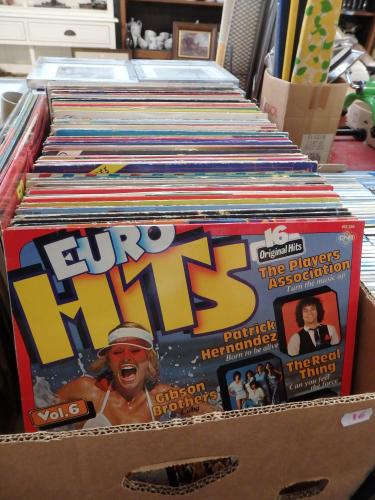 EURO
HITS
16
Original Hits
The Players
Association
Turn the music up
Patrick
Hernandez
Born to be alive
The Real
Thing
Can you feel
the force
Gibson
Brothers
Cuba
Vol.6